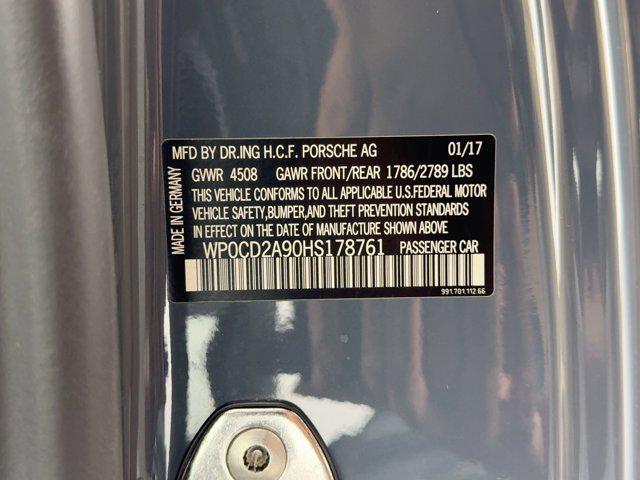 MFD BY DR.ING H.C.F. PORSCHE AG 01/17
GVWR 4508 GAWR FRONT/REAR 1786/2789 LBS
THIS VEHICLE CONFORMS TO ALL APPLICABLE U.S.FEDERAL MOTOR
VEHICLE SAFETY,BUMPER,AND THEFT PREVENTION STANDARDS
IN EFFECT ON THE DATE OF MANUFACTURE SHOWN ABOVE
WP0CD2A90HS178761 PASSENGER CAR
MADE IN GERMANY
991.701.112.66